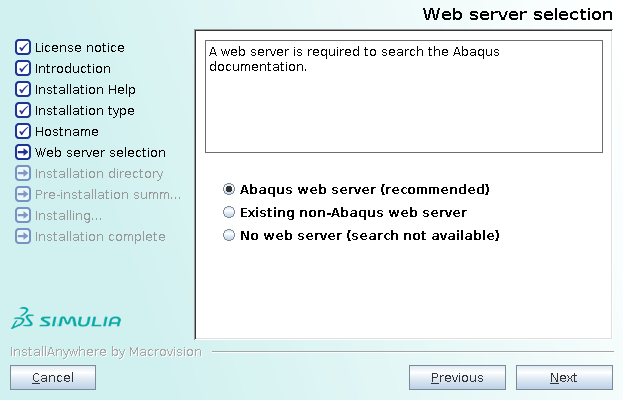 Web server selection
License notice
Introduction
Installation Help
Installation type
Hostname
Web server selection
Installation directory
Pre-installation summ...
Installing...
Installation complete
A web server is required to search the Abaqus
documentation.
Abaqus web server (recommended)
Existing non-Abaqus web server
No web server (search not available)
SIMULIA
InstallAnywhere by Macrovision
Cancel
Previous
Next